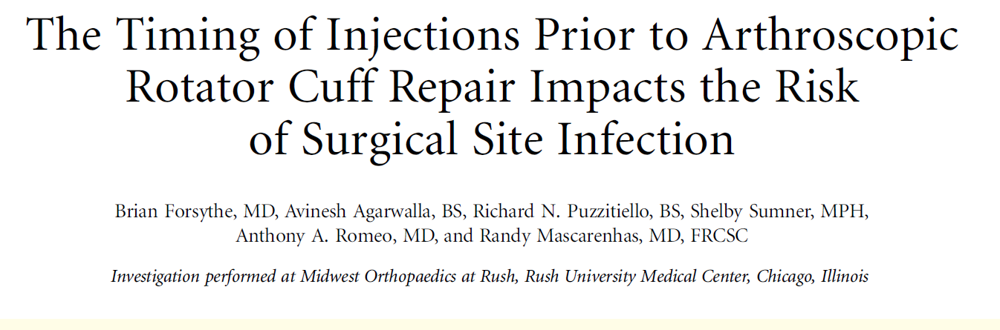 The Timing of Injections Prior to Arthroscopic
Rotator Cuff Repair Impacts the Risk
of Surgical Site Infection
Brian Forsythe, MD, Avinesh Agarwalla, BS, Richard N. Puzzitiello, BS, Shelby Sumner, MPH,
Anthony A. Romeo, MD, and Randy Mascarenhas, MD, FRCSC
Investigation performed at Midwest Orthopaedics at Rush, Rush University Medical Center, Chicago, Illinois